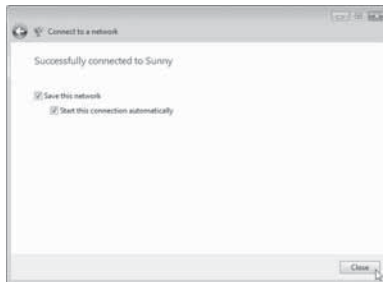 Connect to a network
Successfully connected to Sunny
Save this network
Start this connection automatically
Close